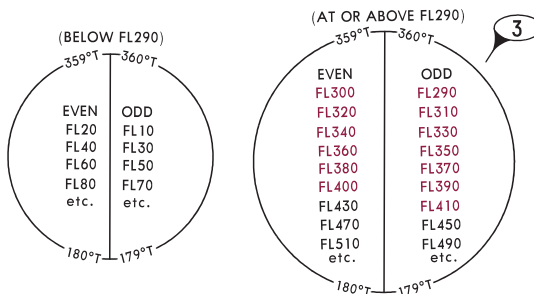 (BELOW FL290)
359°T 360°T
EVEN ODD
FL20 FL10
FL40 FL30
FL60 FL50
FL80 FL70
etc. etc.
180°T 179°T
(AT OR ABOVE FL290)
3
359°T 360°T
EVEN ODD
FL300 FL290
FL320 FL310
FL340 FL330
FL360 FL350
FL380 FL370
FL400 FL390
FL430 FL410
FL470 FL450
FL510 FL490
etc. etc.
180°T 179°T